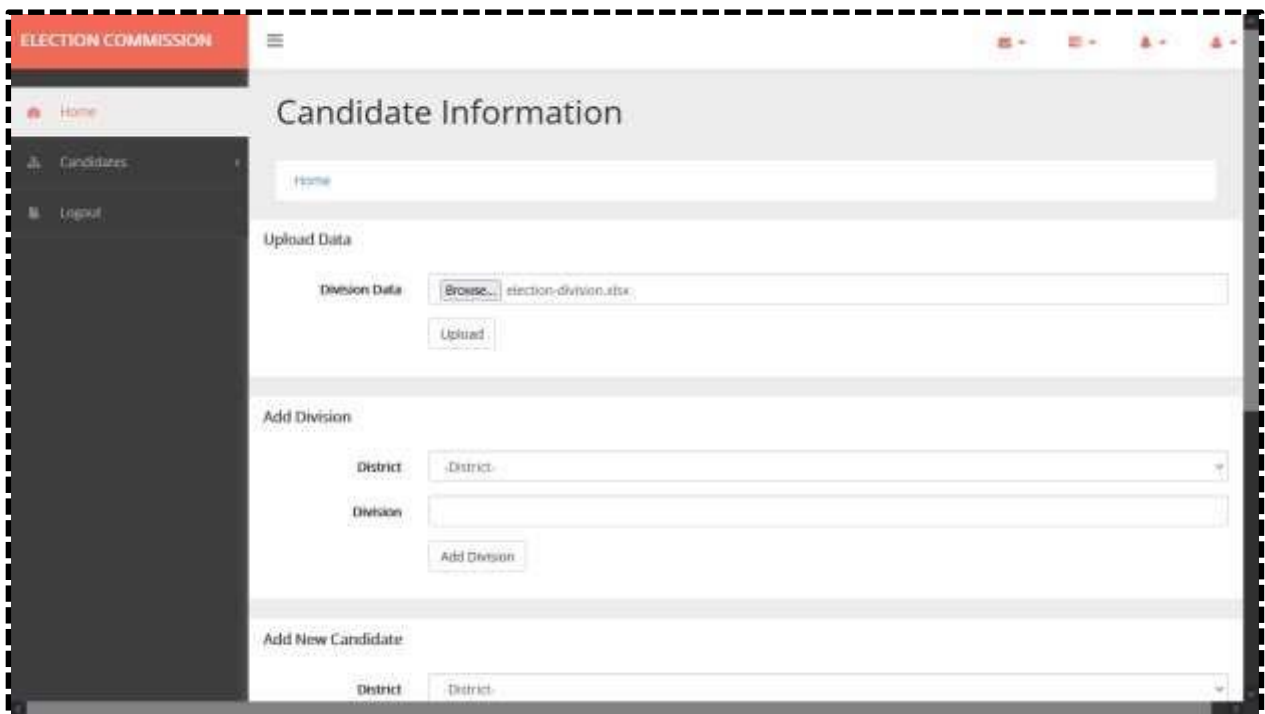 ELECTION COMMISSION
Home
Candidates
Logout
Candidate Information
Home
Upload Data
Division Data
Browse... election-division.xlsx
Upload
Add Division
District
-District-
Division
Add Division
Add New Candidate
District
-District-